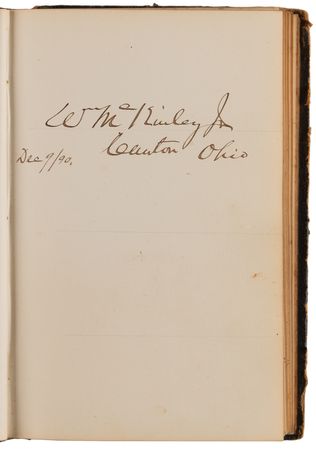 Wm McKinley Jr
Canton Ohio
Dec 9/90.